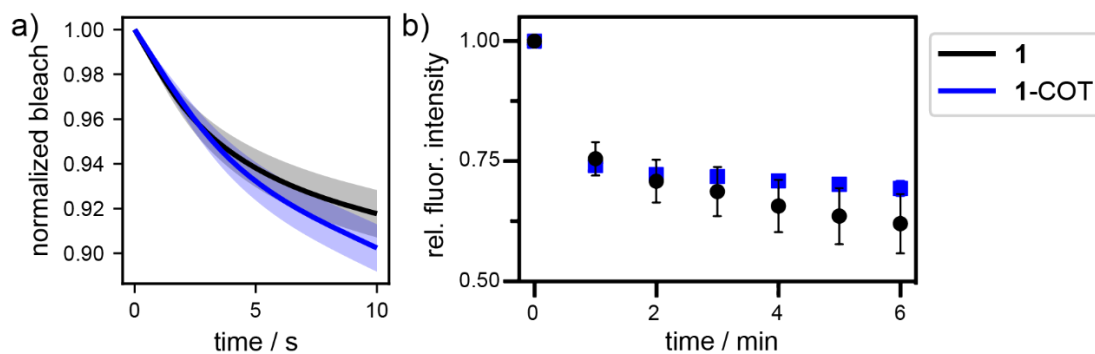 a)
normalized bleach
1.00
0.98
0.96
0.94
0.92
0.90
0
5
10
time / s
b)
rel. fluor. intensity
1.00
0.75
0.50
0
2
4
6
time / min
1
1-COT